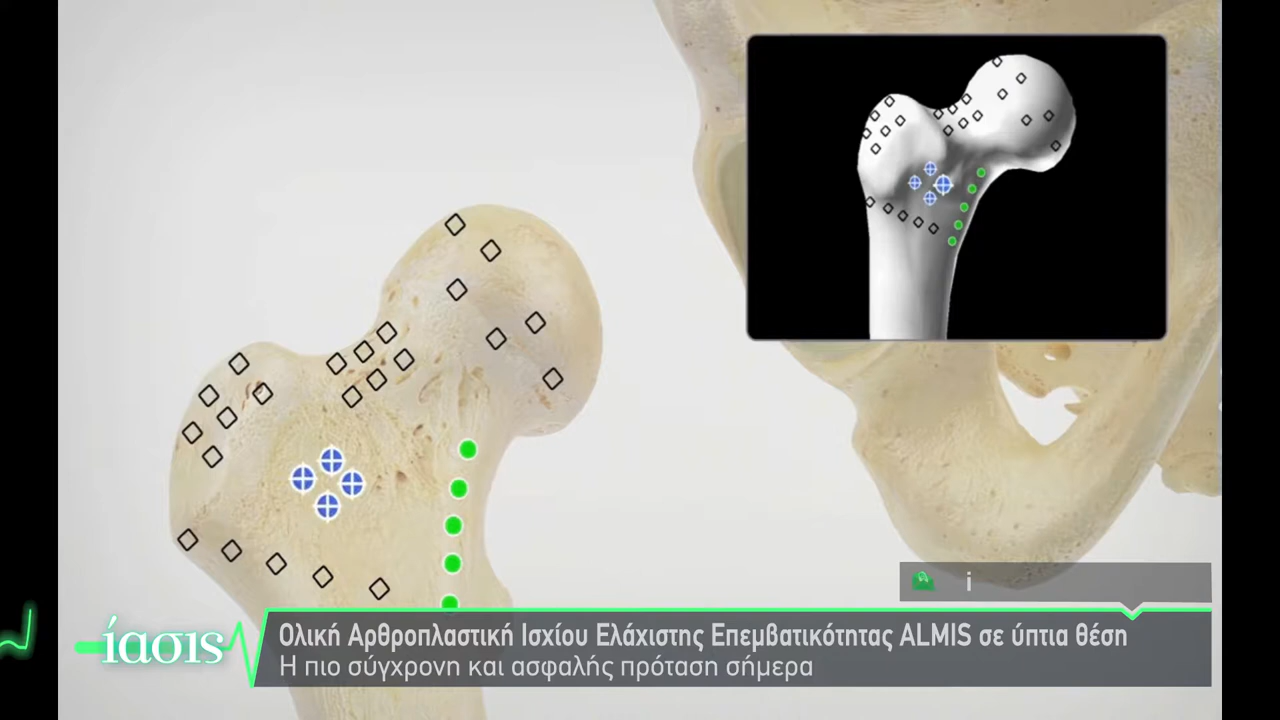 i
ίασις
Ολική Αρθροπλαστική Ισχίου Ελάχιστης Επεμβατικότητας ALMIS σε ύπτια θέση
Η πιο σύγχρονη και ασφαλής πρόταση σήμερα